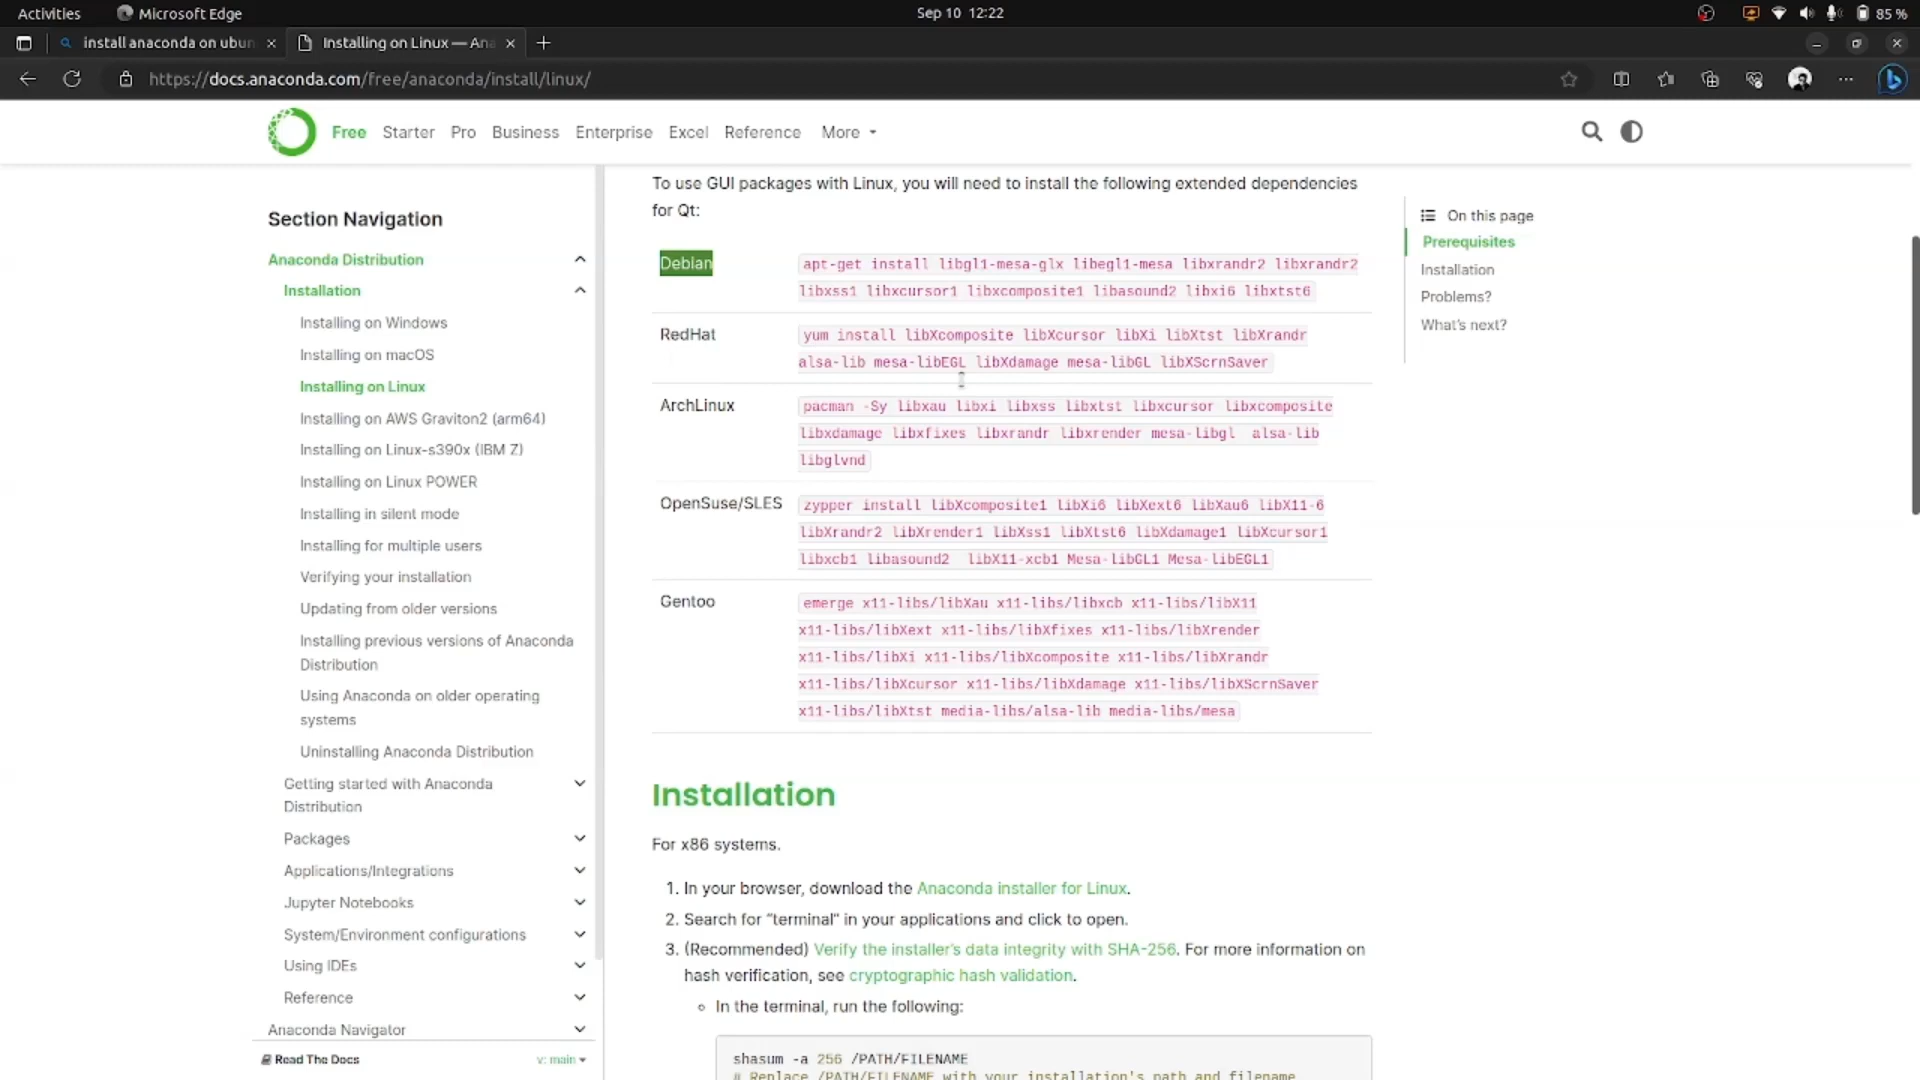 Activities
Microsoft Edge
Sep 10 12:22
85 %
install anaconda on ubun
Installing on Linux — Ana
https://docs.anaconda.com/free/anaconda/install/linux/
Free
Starter
Pro
Business
Enterprise
Excel
Reference
More
Section Navigation
Anaconda Distribution
Installation
Installing on Windows
Installing on macOS
Installing on Linux
Installing on AWS Graviton2 (arm64)
Installing on Linux-s390x (IBM Z)
Installing on Linux POWER
Installing in silent mode
Installing for multiple users
Verifying your installation
Updating from older versions
Installing previous versions of Anaconda
Distribution
Using Anaconda on older operating
systems
Uninstalling Anaconda Distribution
Getting started with Anaconda
Distribution
Packages
Applications/Integrations
Jupyter Notebooks
System/Environment configurations
Using IDEs
Reference
Anaconda Navigator
Read The Docs
v: main
To use GUI packages with Linux, you will need to install the following extended dependencies
for Qt:
Debian
apt-get install libgl1-mesa-glx libegl1-mesa libxrandr2 libxrandr2
libxss1 libxcursor1 libxcomposite1 libasound2 libxi6 libxtst6
RedHat
yum install libXcomposite libXcursor libXi libXtst libXrandr
alsa-lib mesa-libEGL libXdamage mesa-libGL libXScrnSaver
ArchLinux
pacman -Sy libxau libxi libxss libxtst libxcursor libxcomposite
libxdamage libxfixes libxrandr libxrender mesa-libgl alsa-lib
libglvnd
OpenSuse/SLES
zypper install libXcomposite1 libXi6 libXext6 libXau6 libX11-6
libXrandr2 libXrender1 libXss1 libXtst6 libXdamage1 libXcursor1
libxcb1 libasound2 libX11-xcb1 Mesa-libGL1 Mesa-libEGL1
Gentoo
emerge x11-libs/libXau x11-libs/libxcb x11-libs/libX11
x11-libs/libXext x11-libs/libXfixes x11-libs/libXrender
x11-libs/libXi x11-libs/libXcomposite x11-libs/libXrandr
x11-libs/libXcursor x11-libs/libXdamage x11-libs/libXScrnSaver
x11-libs/libXtst media-libs/alsa-lib media-libs/mesa
Installation
For x86 systems.
1. In your browser, download the Anaconda installer for Linux.
2. Search for "terminal" in your applications and click to open.
3. (Recommended) Verify the installer's data integrity with SHA-256. For more information on
hash verification, see cryptographic hash validation.
In the terminal, run the following:
shasum -a 256 /PATH/FILENAME
# Replace /PATH/FILENAME with your installation's path and filename
On this page
Prerequisites
Installation
Problems?
What's next?